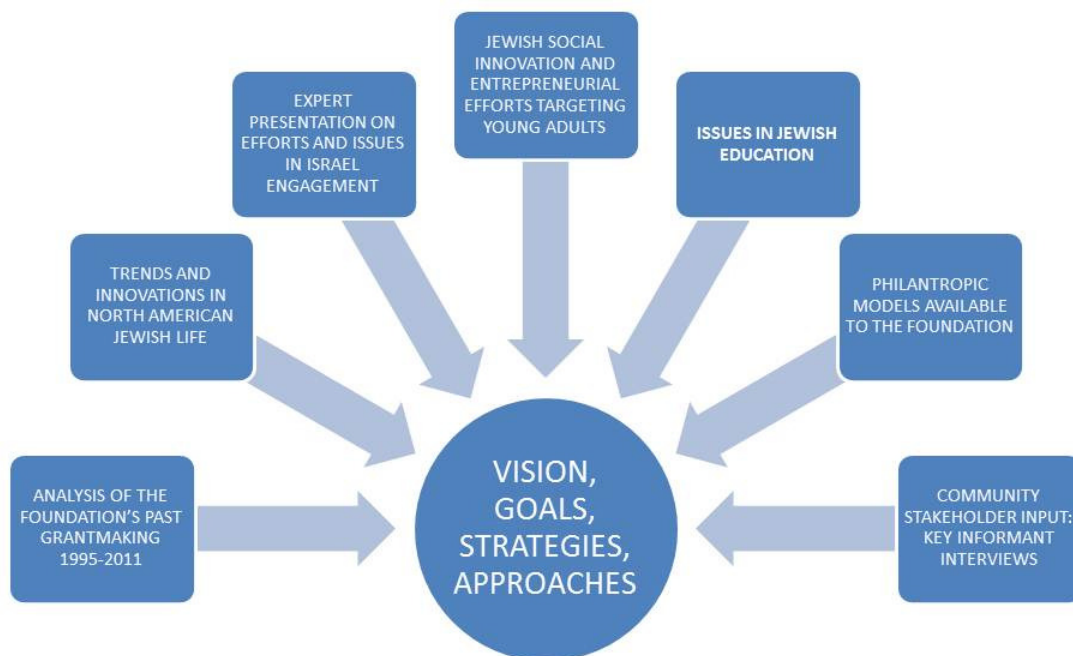 ANALYSIS OF THE
FOUNDATION'S PAST
GRANTMAKING
1995-2011
TRENDS AND
INNOVATIONS IN
NORTH AMERICAN
JEWISH LIFE
EXPERT
PRESENTATION ON
EFFORTS AND ISSUES
IN ISRAEL
ENGAGEMENT
JEWISH SOCIAL
INNOVATION AND
ENTREPRENEURIAL
EFFORTS TARGETING
YOUNG ADULTS
ISSUES IN JEWISH
EDUCATION
PHILANTROPIC
MODELS AVAILABLE
TO THE FOUNDATION
COMMUNITY
STAKEHOLDER INPUT:
KEY INFORMANT
INTERVIEWS
VISION,
GOALS,
STRATEGIES,
APPROACHES